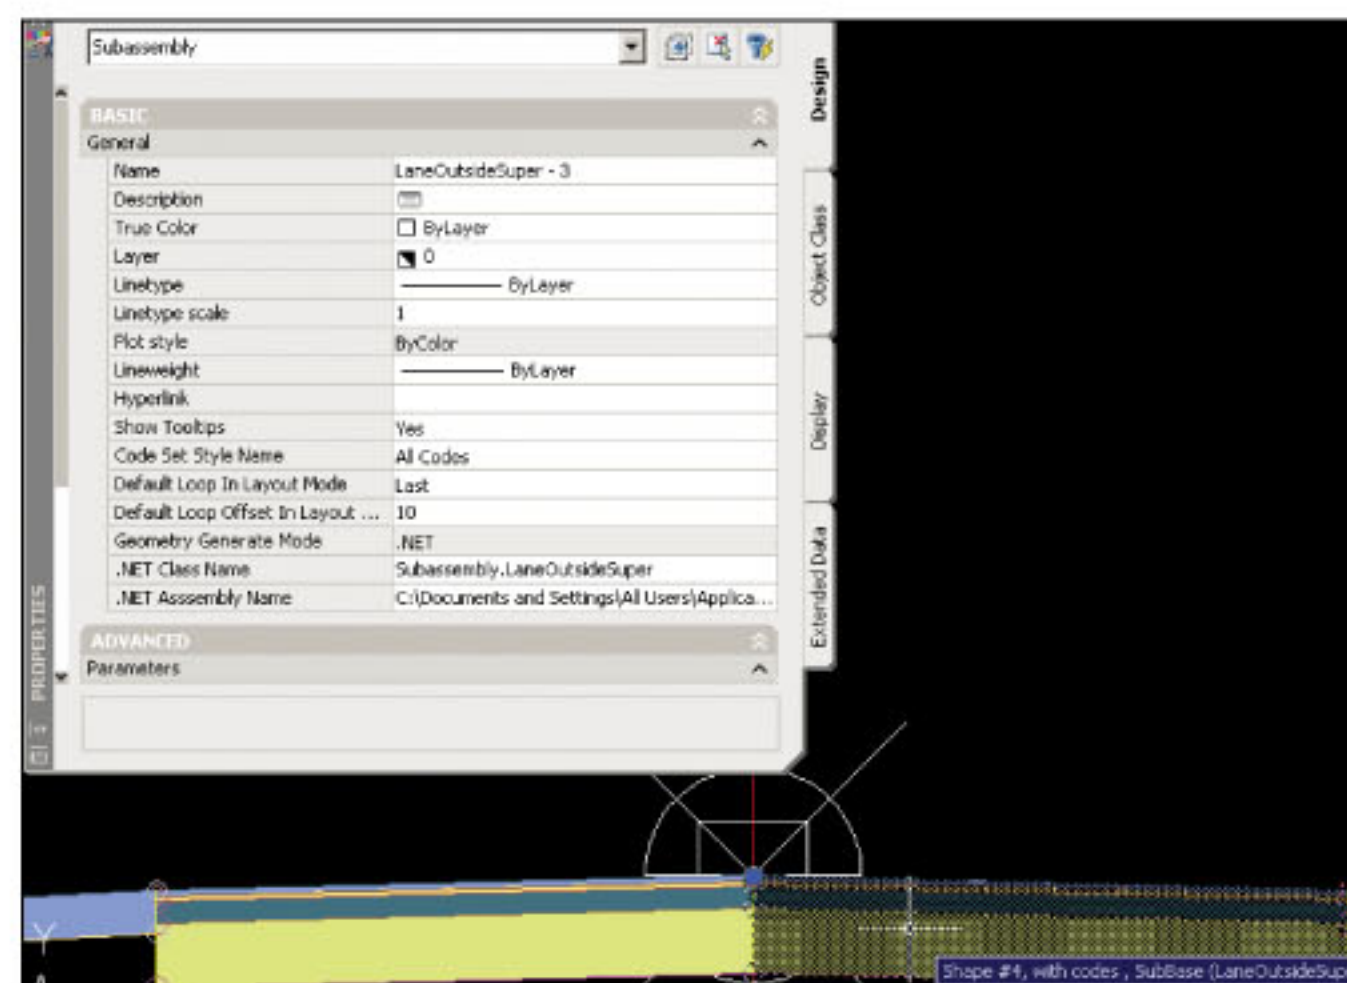 Subassembly
BASIC
General
Name LaneOutsideSuper - 3
Description
True Color ByLayer
Layer 0
Linetype ByLayer
Linetype scale 1
Plot style ByColor
Lineweight ByLayer
Hyperlink
Show Tooltips Yes
Code Set Style Name All Codes
Default Loop In Layout Mode Last
Default Loop Offset In Layout ... 10
Geometry Generate Mode .NET
.NET Class Name Subassembly.LaneOutsideSuper
.NET Asssembly Name C:\Documents and Settings\All Users\Applica...
ADVANCED
Parameters
Design
Object Class
Display
Extended Data
PROPERTIES
Y
Shape #4, with codes , SubBase (LaneOutsideSupe